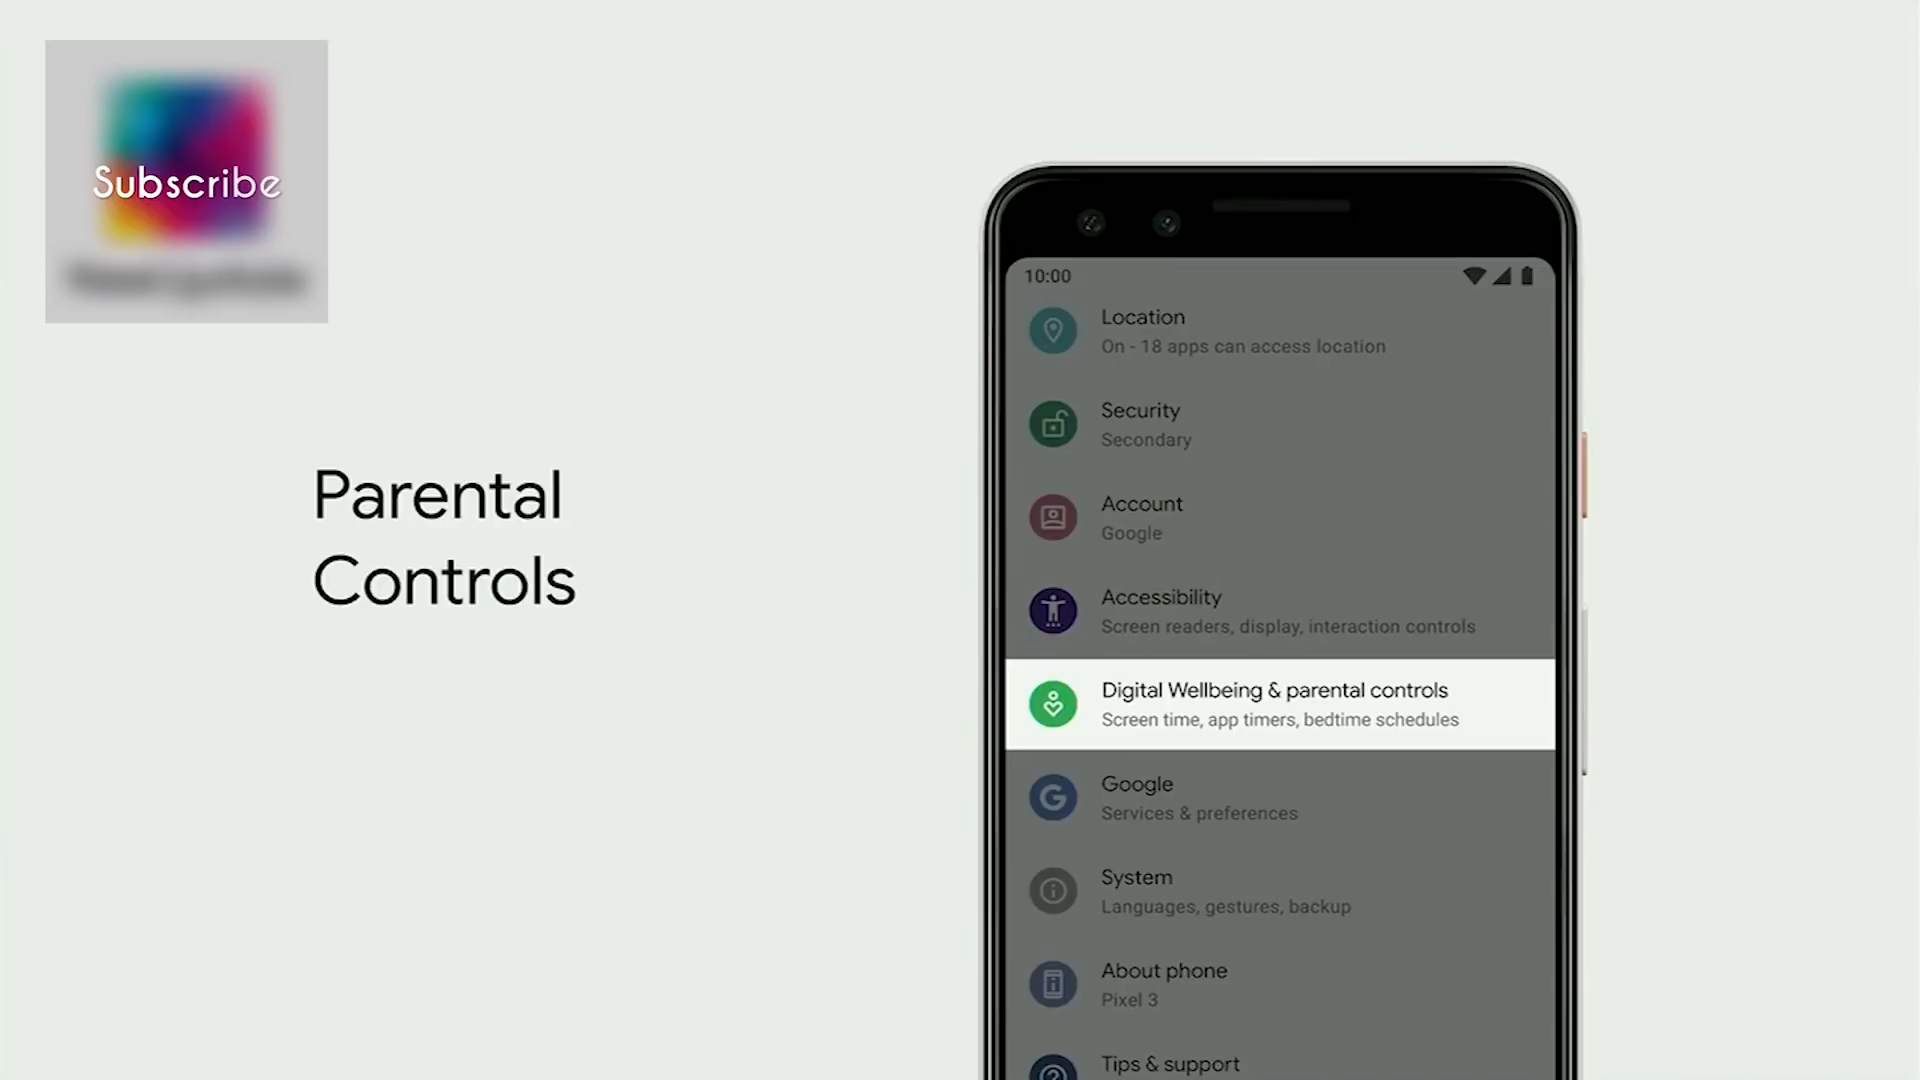 Subscribe
Parental
Controls
10:00
Location
On - 18 apps can access location
Security
Secondary
Account
Google
Accessibility
Screen readers, display, interaction controls
Digital Wellbeing & parental controls
Screen time, app timers, bedtime schedules
Google
Services & preferences
System
Languages, gestures, backup
About phone
Pixel 3
Tips & support